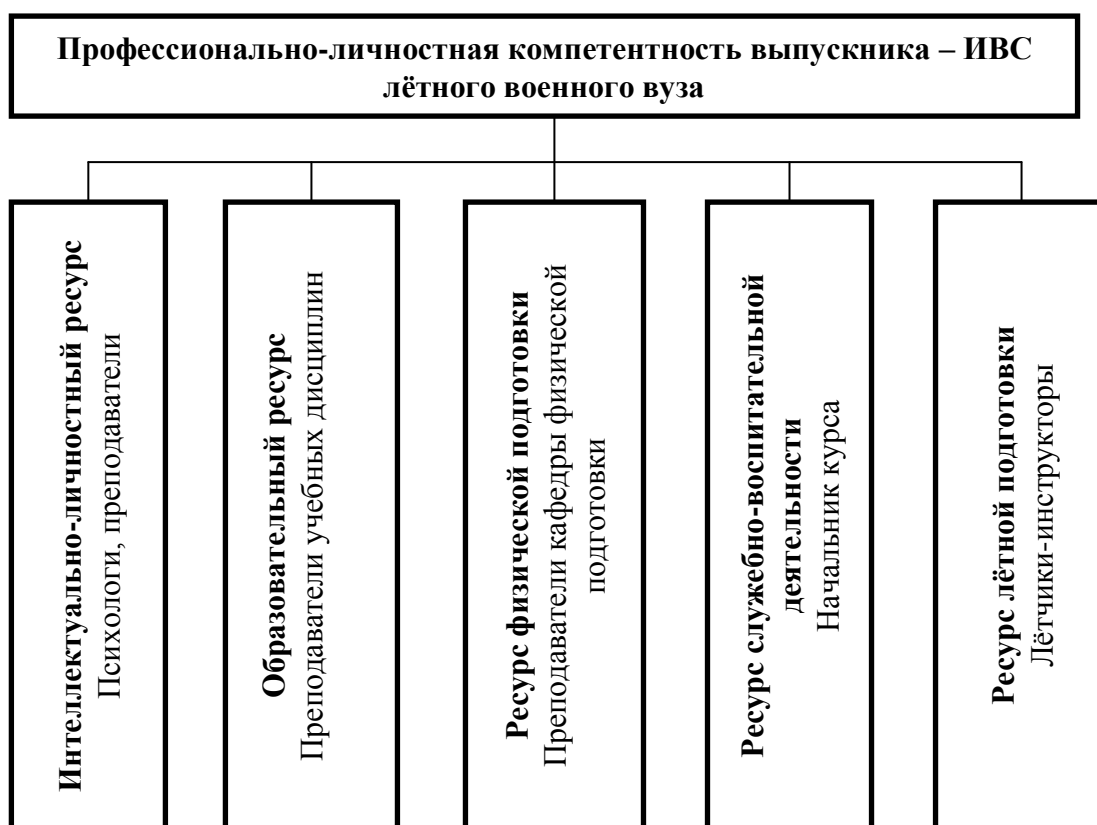 Профессионально-личностная компетентность выпускника – ИВС
лётного военного вуза
Интеллектуально-личностный ресурс
Психологи, преподаватели
Образовательный ресурс
Преподаватели учебных дисциплин
Ресурс физической подготовки
Преподаватели кафедры физической
подготовки
Ресурс служебно-воспитательной
деятельности
Начальник курса
Ресурс лётной подготовки
Лётчики-инструкторы